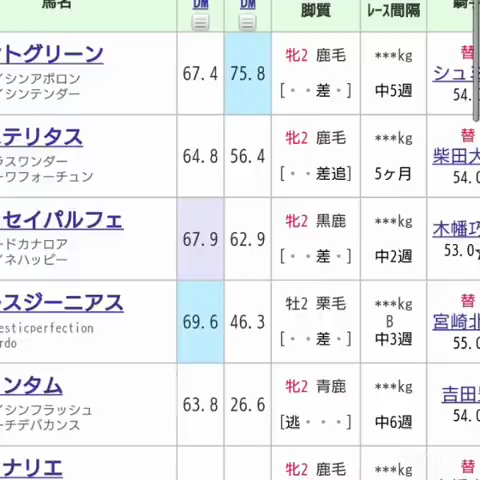 馬名 DM DM 脚質 ﾚｰｽ間隔
トグリーン 67.4 75.8 牝2 鹿毛 ***kg 替
イシンアポロン シュミ
イシンテンダー [・・差・] 中5週 54.
ステリタス 64.8 56.4 牝2 鹿毛 ***kg 替
ラスワンダー 柴田大
ーワフォーチュン [・・差追] 5ヶ月 54.0
セイパルフェ 67.9 62.9 牝2 黒鹿 ***kg 木幡巧
ードカナロア 53.0
イネハッピー [・・差・] 中2週
スジーニアス 69.6 46.3 牡2 栗毛 ***kg 替
esticperfection B 宮崎北
rdo [・・差・] 中3週 55.0
ンタム 63.8 26.6 牝2 青鹿 ***kg 吉田
イシンフラッシュ 54.0
ーチデバカンス [逃・・・] 中6週
ナリエ 牝2 鹿毛 ***kg 替